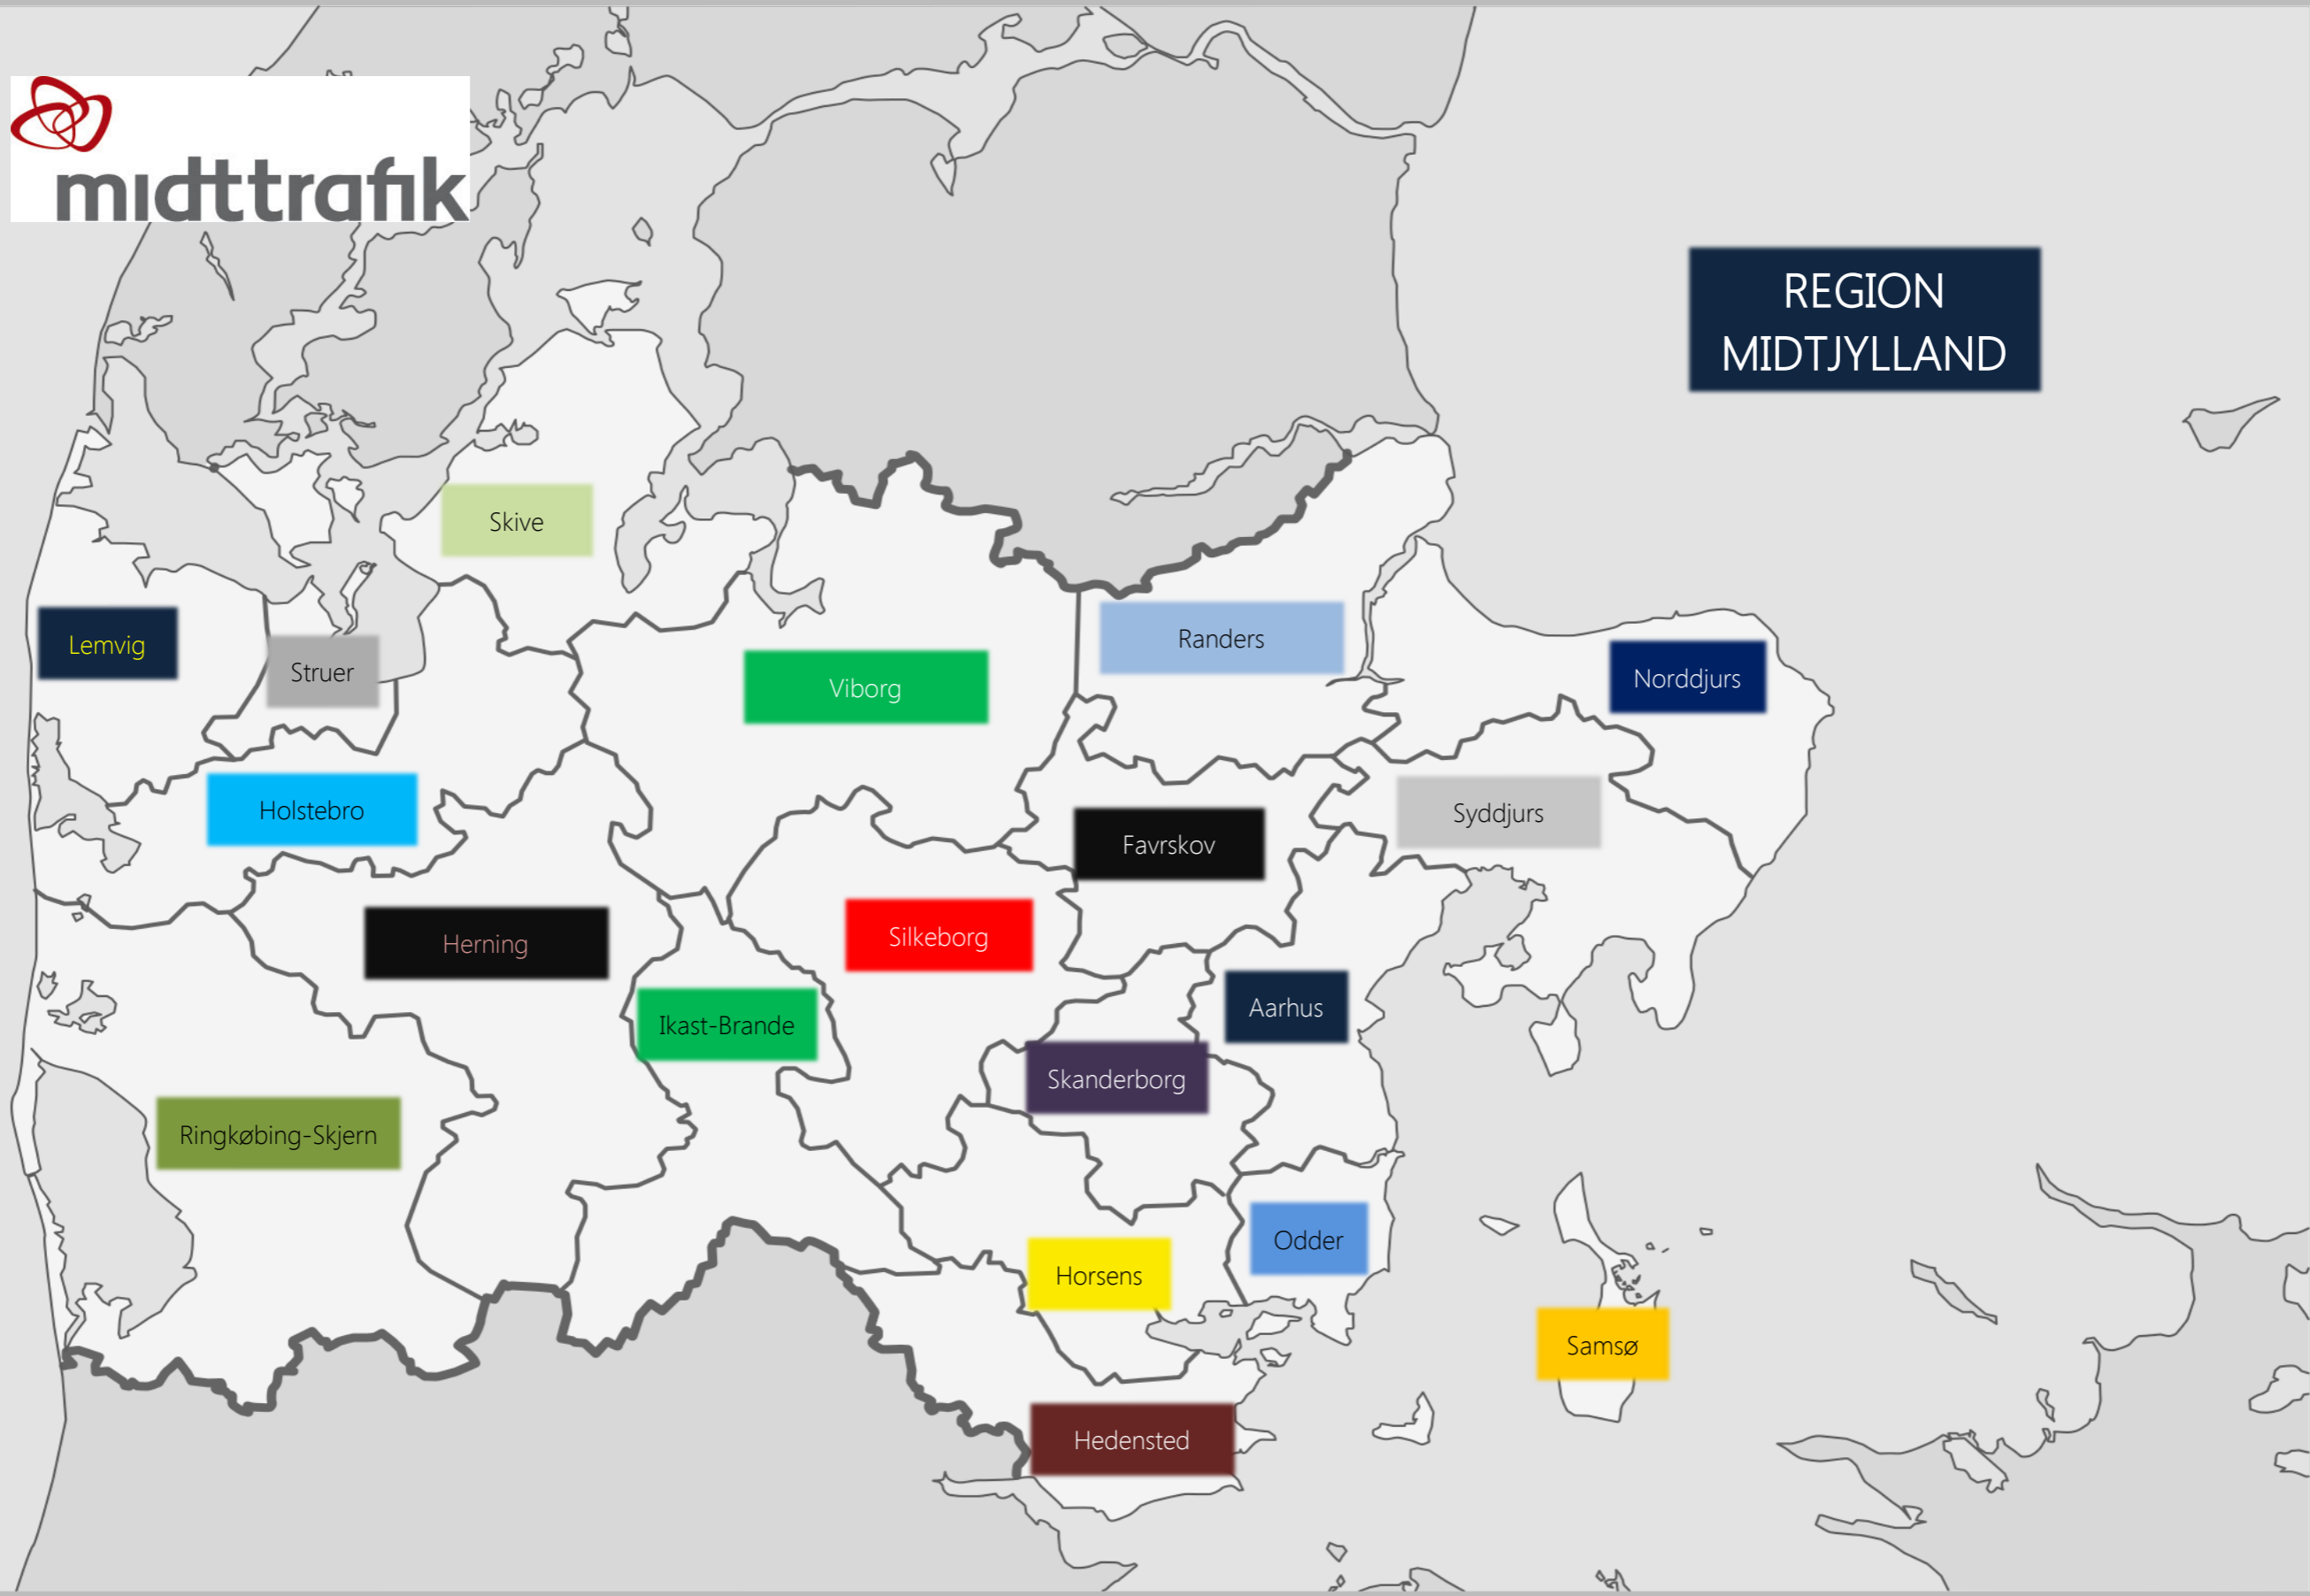 midttrafik
REGION
MIDTJYLLAND
Skive
Lemvig
Struer
Viborg
Randers
Norddjurs
Holstebro
Favrskov
Syddjurs
Herning
Silkeborg
Ikast-Brande
Aarhus
Skanderborg
Ringkøbing-Skjern
Odder
Horsens
Samsø
Hedensted